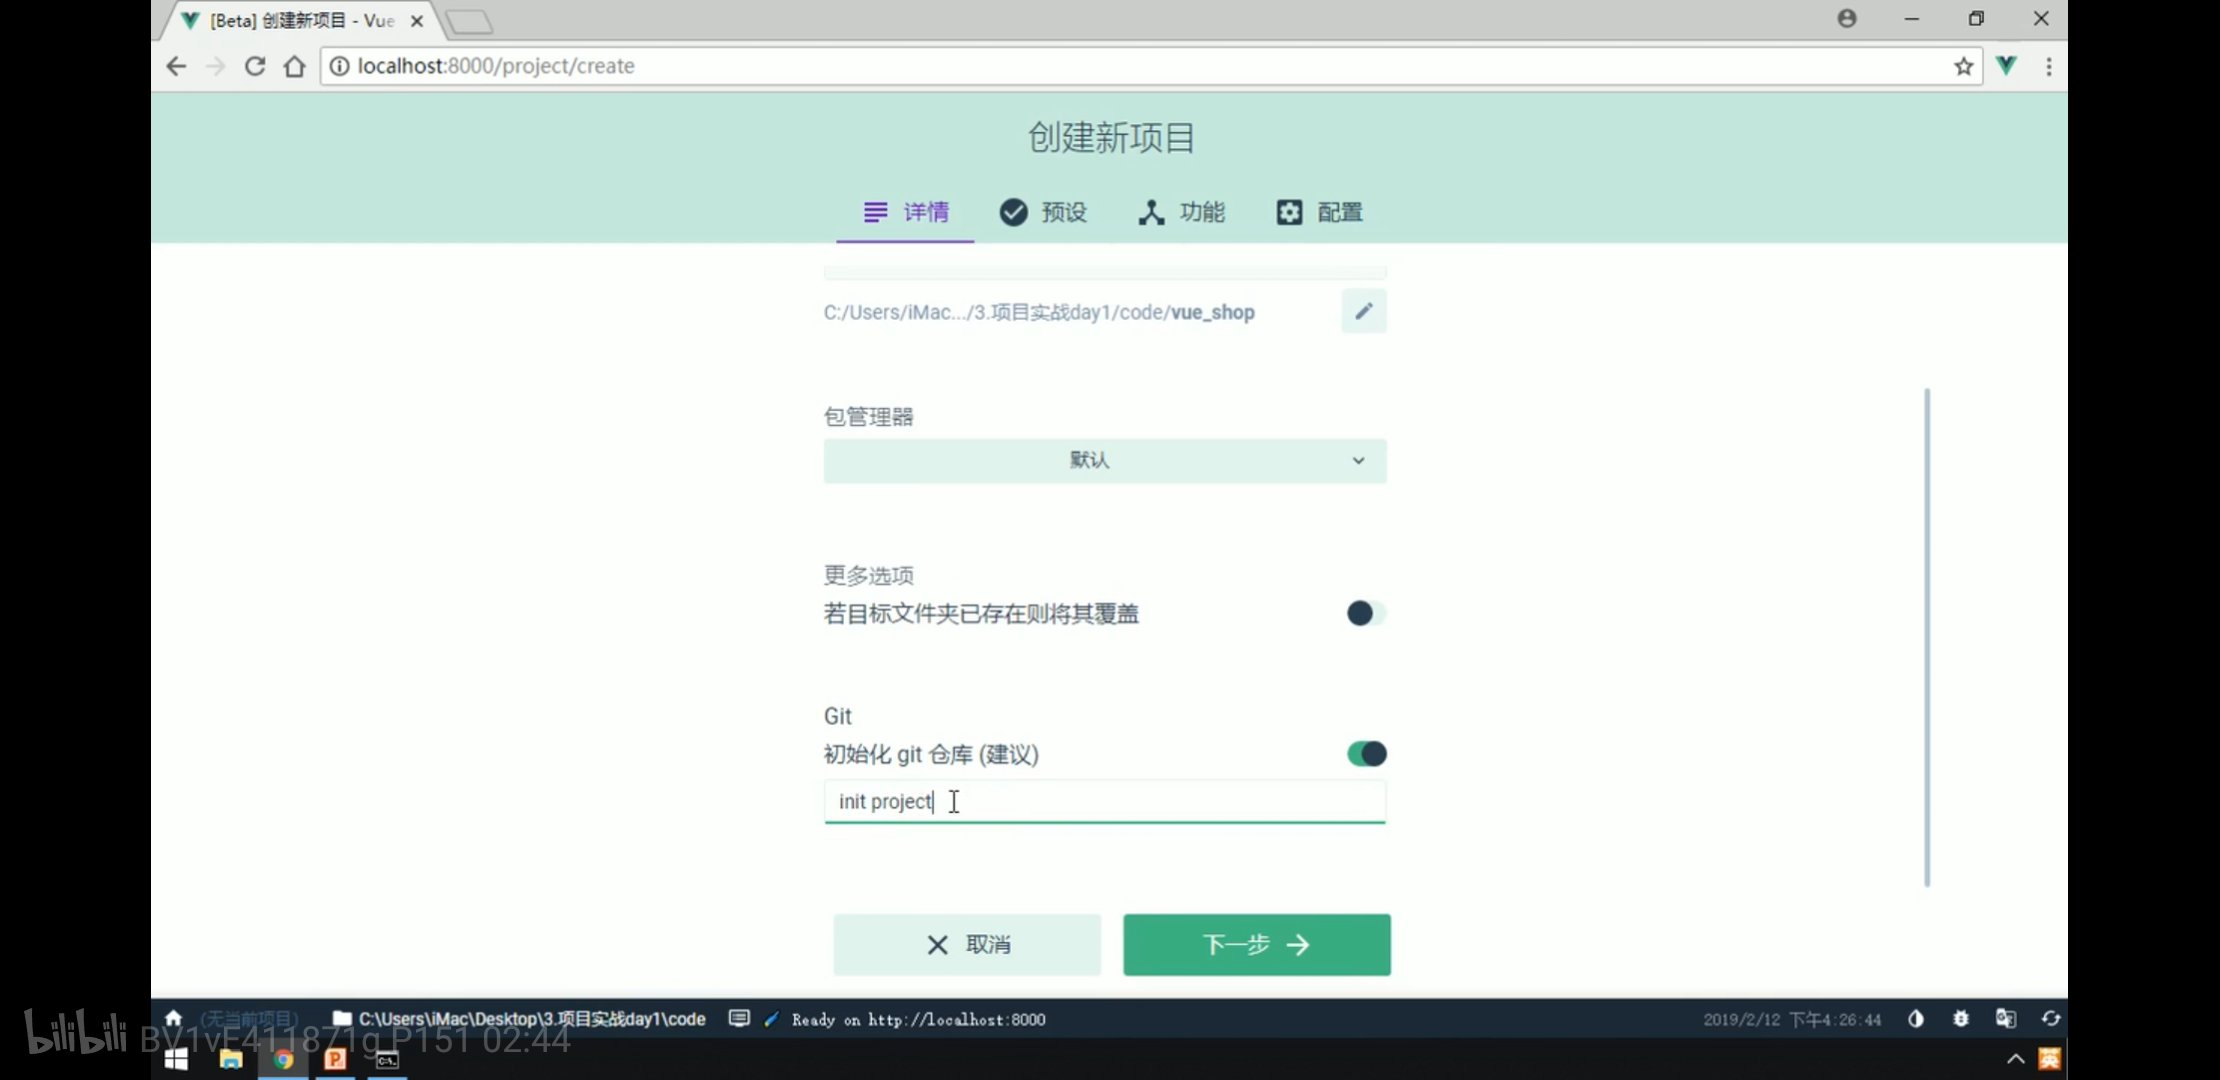 [Beta] 创建新项目 - Vue
localhost:8000/project/create
创建新项目
详情 预设 功能 配置
C:/Users/iMac.../3.项目实战day1/code/vue_shop
包管理器
默认
更多选项
若目标文件夹已存在则将其覆盖
Git
初始化 git 仓库 (建议)
init project
取消 下一步
(无当前项目) C:\Users\iMac\Desktop\3.项目实战day1\code Ready on http://localhost:8000 2019/2/12 下午4:26:44
bilibili BV1vE411871g P151 02:44
英